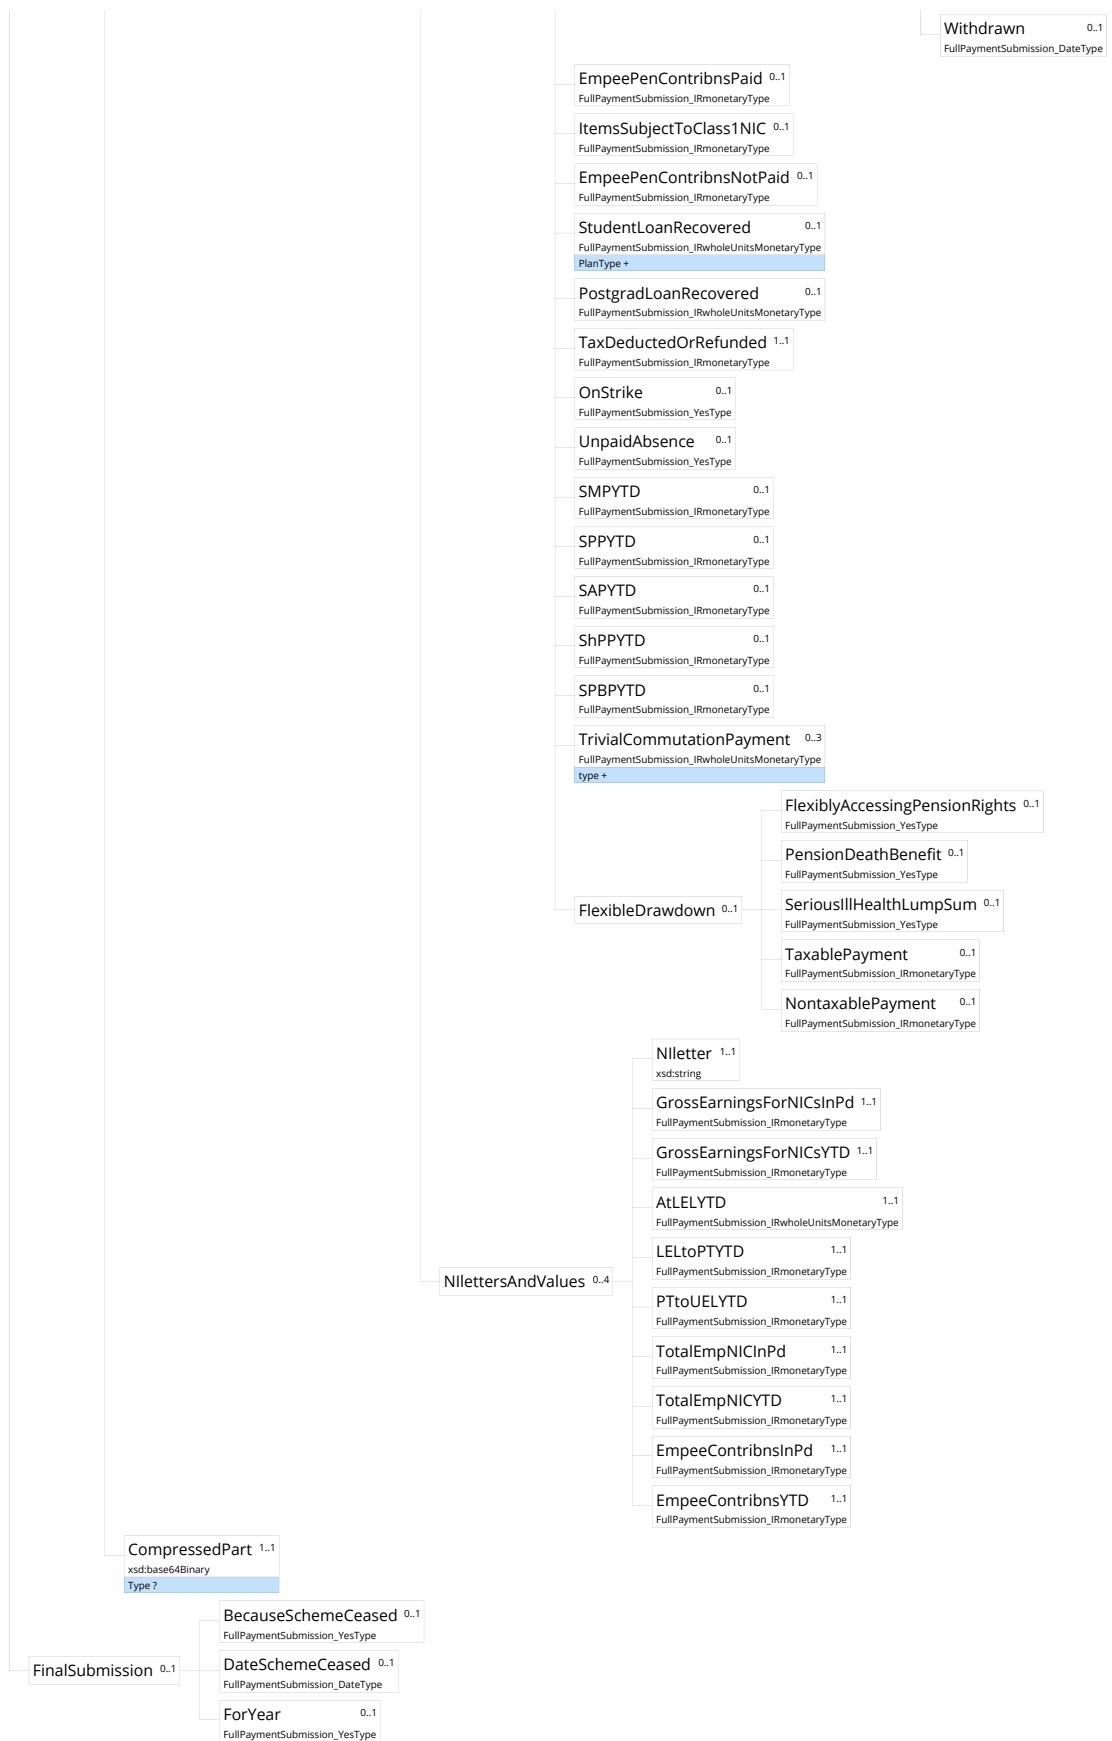 Withdrawn 0..1
FullPaymentSubmission_DateType
EmpeePenContribnsPaid 0..1
FullPaymentSubmission_IRmonetaryType
ItemsSubjectToClass1NIC 0..1
FullPaymentSubmission_IRmonetaryType
EmpeePenContribnsNotPaid 0..1
FullPaymentSubmission_IRmonetaryType
StudentLoanRecovered 0..1
FullPaymentSubmission_IRwholeUnitsMonetaryType
PlanType +
PostgradLoanRecovered 0..1
FullPaymentSubmission_IRwholeUnitsMonetaryType
TaxDeductedOrRefunded 1..1
FullPaymentSubmission_IRmonetaryType
OnStrike 0..1
FullPaymentSubmission_YesType
UnpaidAbsence 0..1
FullPaymentSubmission_YesType
SMPYTD 0..1
FullPaymentSubmission_IRmonetaryType
SPPYTD 0..1
FullPaymentSubmission_IRmonetaryType
SAPYTD 0..1
FullPaymentSubmission_IRmonetaryType
ShPPYTD 0..1
FullPaymentSubmission_IRmonetaryType
SPBPYTD 0..1
FullPaymentSubmission_IRmonetaryType
TrivialCommutationPayment 0..3
FullPaymentSubmission_IRwholeUnitsMonetaryType
type +
FlexibleDrawdown 0..1
FlexiblyAccessingPensionRights 0..1
FullPaymentSubmission_YesType
PensionDeathBenefit 0..1
FullPaymentSubmission_YesType
SeriousIllHealthLumpSum 0..1
FullPaymentSubmission_YesType
TaxablePayment 0..1
FullPaymentSubmission_IRmonetaryType
NontaxablePayment 0..1
FullPaymentSubmission_IRmonetaryType
NIlettersAndValues 0..4
NIletter 1..1
xsd:string
GrossEarningsForNICsInPd 1..1
FullPaymentSubmission_IRmonetaryType
GrossEarningsForNICsYTD 1..1
FullPaymentSubmission_IRmonetaryType
AtLELYTD 1..1
FullPaymentSubmission_IRwholeUnitsMonetaryType
LELtoPTYTD 1..1
FullPaymentSubmission_IRmonetaryType
PTtoUELYTD 1..1
FullPaymentSubmission_IRmonetaryType
TotalEmpNICInPd 1..1
FullPaymentSubmission_IRmonetaryType
TotalEmpNICYTD 1..1
FullPaymentSubmission_IRmonetaryType
EmpeeContribnsInPd 1..1
FullPaymentSubmission_IRmonetaryType
EmpeeContribnsYTD 1..1
FullPaymentSubmission_IRmonetaryType
CompressedPart 1..1
xsd:base64Binary
Type ?
FinalSubmission 0..1
BecauseSchemeCeased 0..1
FullPaymentSubmission_YesType
DateSchemeCeased 0..1
FullPaymentSubmission_DateType
ForYear 0..1
FullPaymentSubmission_YesType